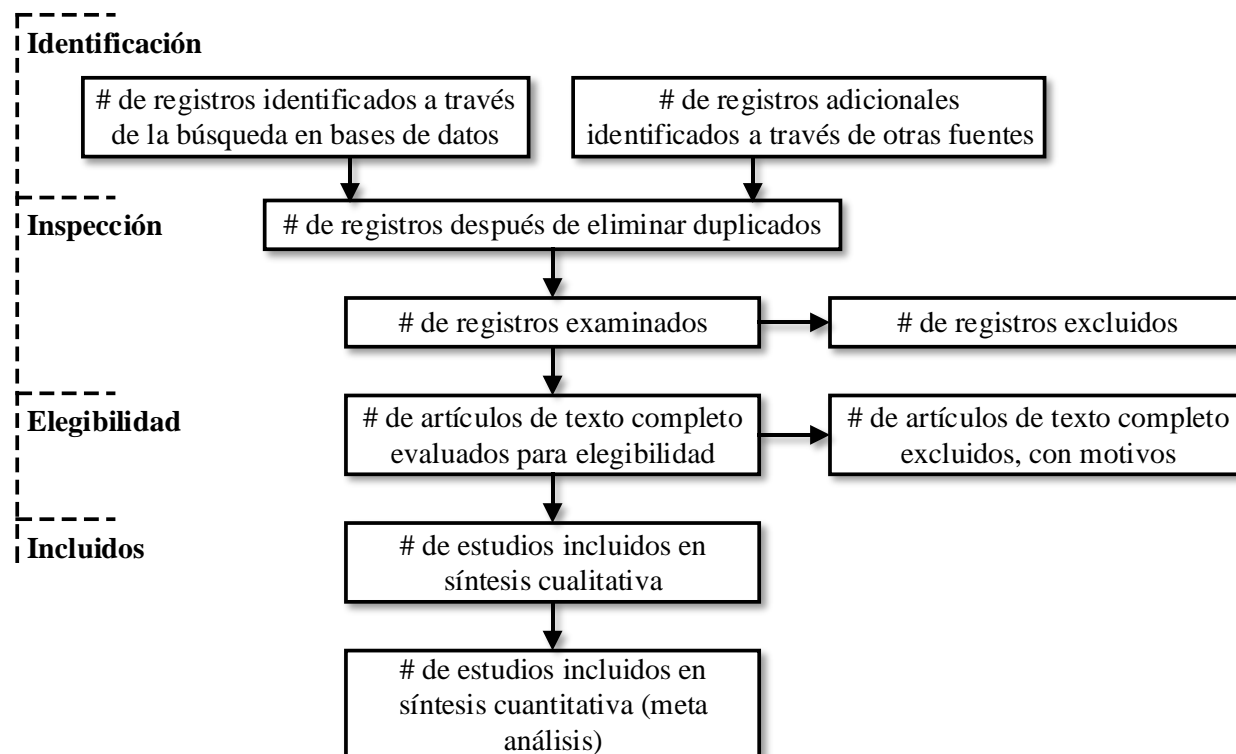 Identificación
# de registros identificados a través
de la búsqueda en bases de datos
# de registros adicionales
identificados a través de otras fuentes
Inspección
# de registros después de eliminar duplicados
# de registros examinados
# de registros excluidos
Elegibilidad
# de artículos de texto completo
evaluados para elegibilidad
# de artículos de texto completo
excluidos, con motivos
Incluidos
# de estudios incluidos en
síntesis cualitativa
# de estudios incluidos en
síntesis cuantitativa (meta
análisis)